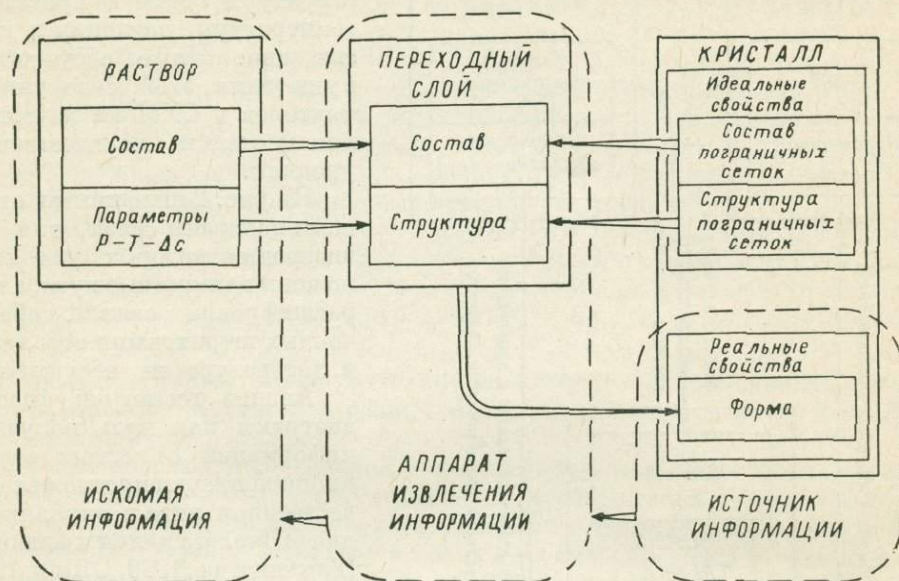 РАСТВОР
Состав
Параметры
P–T–Δc
ПЕРЕХОДНЫЙ
СЛОЙ
Состав
Структура
КРИСТАЛЛ
Идеальные
свойства
Состав
пограничных
сеток
Структура
пограничных
сеток
Реальные
свойства
Форма
ИСКОМАЯ
ИНФОРМАЦИЯ
АППАРАТ
ИЗВЛЕЧЕНИЯ
ИНФОРМАЦИИ
ИСТОЧНИК
ИНФОРМАЦИИ